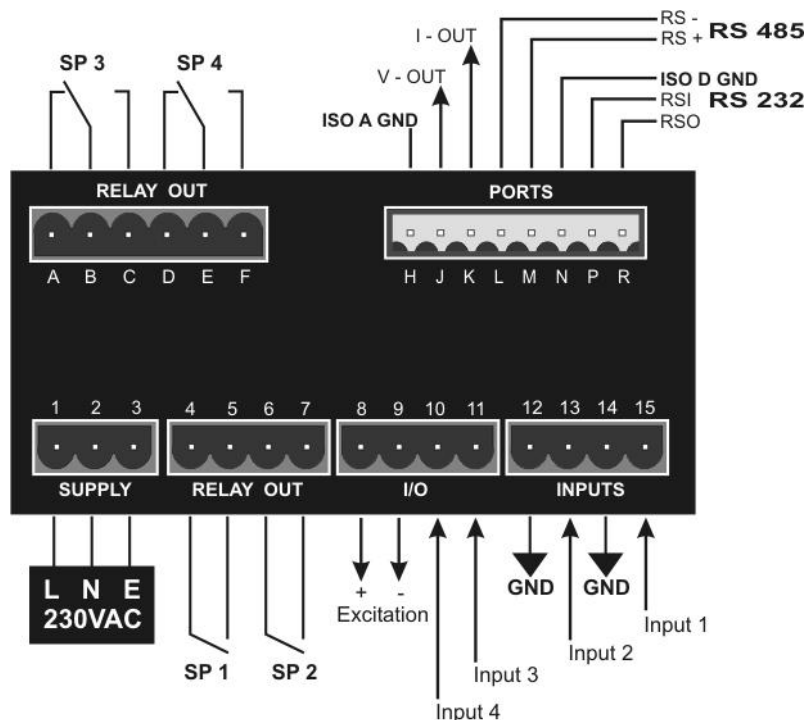 SP 3
SP 4
I - OUT
V - OUT
ISO A GND
RS -
RS + RS 485
ISO D GND
RSI RS 232
RSO
RELAY OUT
PORTS
A B C D E F
H J K L M N P R
1 2 3 4 5 6 7 8 9 10 11 12 13 14 15
SUPPLY
RELAY OUT
I/O
INPUTS
L N E
230VAC
SP 1
SP 2
+ -
Excitation
Input 4
Input 3
GND
GND
Input 2
Input 1